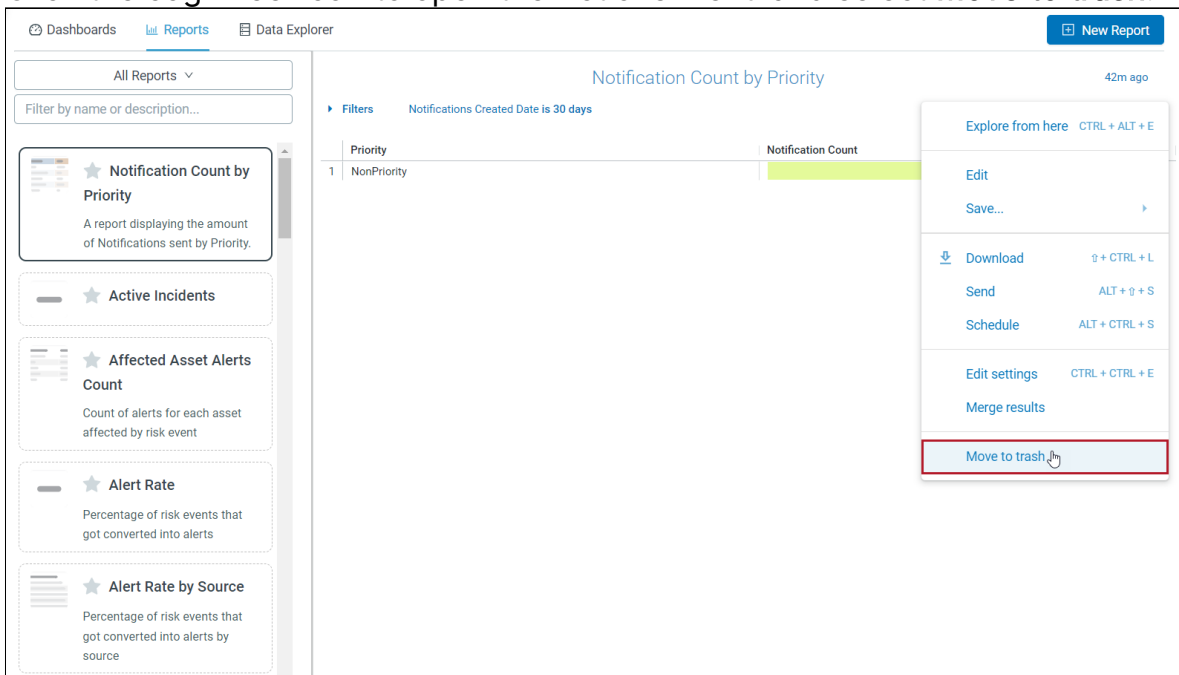 Dashboards Reports Data Explorer New Report
All Reports
Filter by name or description...
Notification Count by
Priority
A report displaying the amount
of Notifications sent by Priority.
Active Incidents
Affected Asset Alerts
Count
Count of alerts for each asset
affected by risk event
Alert Rate
Percentage of risk events that
got converted into alerts
Alert Rate by Source
Percentage of risk events that
got converted into alerts by
source
Notification Count by Priority 42m ago
Filters Notifications Created Date is 30 days
Priority Notification Count
1 NonPriority
Explore from here CTRL + ALT + E
Edit
Save...
Download ⇧ + CTRL + L
Send ALT + ⇧ + S
Schedule ALT + CTRL + S
Edit settings CTRL + CTRL + E
Merge results
Move to trash